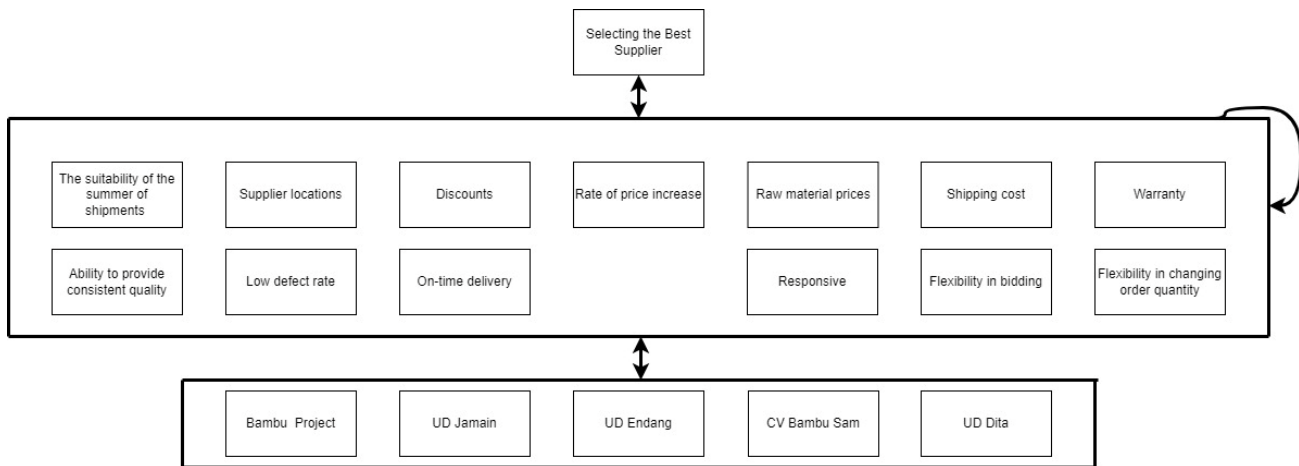 Selecting the Best
Supplier
The suitability of the
summer of
shipments
Supplier locations
Discounts
Rate of price increase
Raw material prices
Shipping cost
Warranty
Ability to provide
consistent quality
Low defect rate
On-time delivery
Responsive
Flexibility in bidding
Flexibility in changing
order quantity
Bambu Project
UD Jamain
UD Endang
CV Bambu Sam
UD Dita